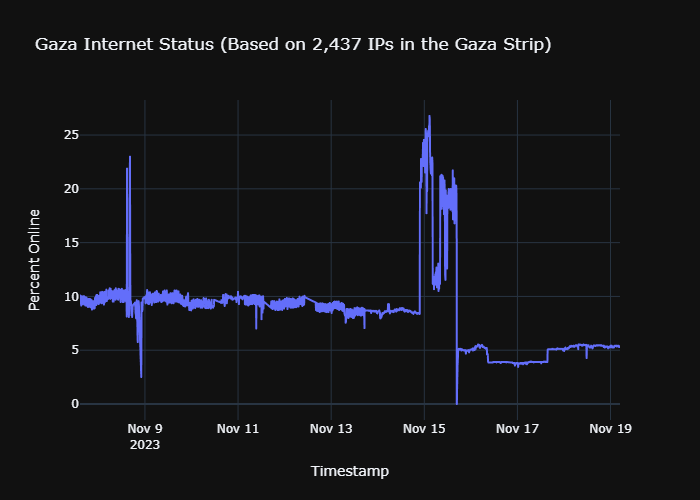 Gaza Internet Status (Based on 2,437 IPs in the Gaza Strip)
Percent Online
25
20
15
10
5
0
Nov 9
2023
Nov 11
Nov 13
Nov 15
Nov 17
Nov 19
Timestamp